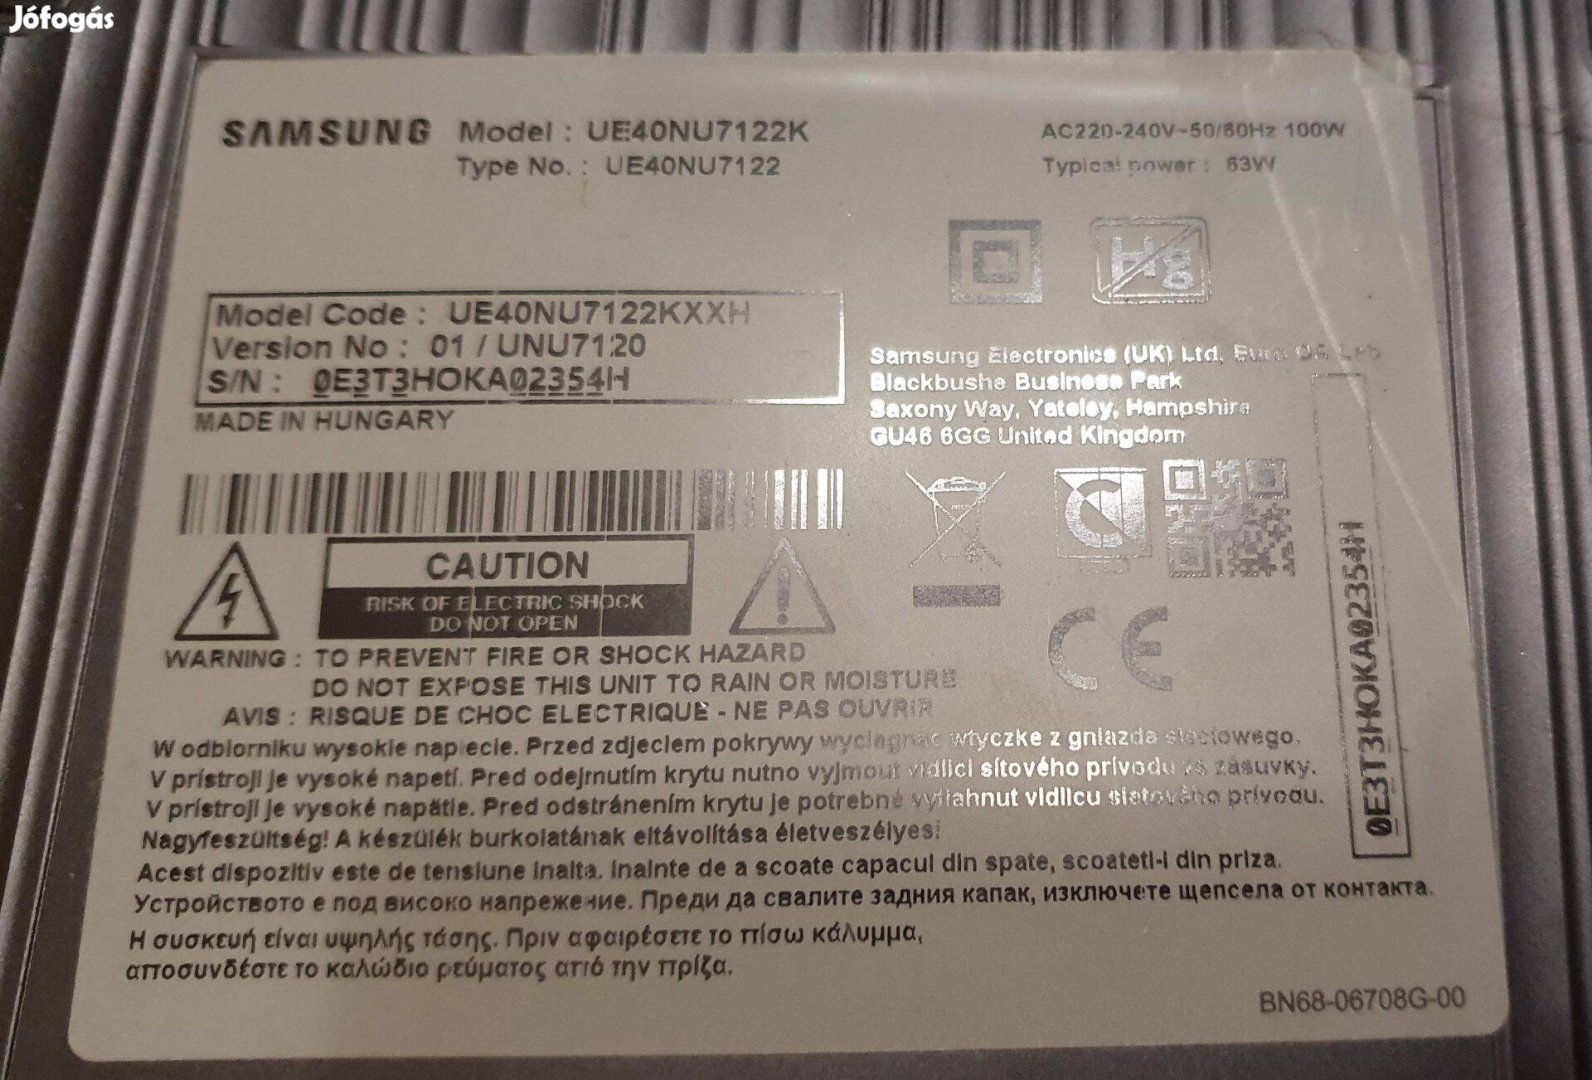 Jófogás
SAMSUNG Model : UE40NU7122K
Type No. : UE40NU7122
AC220-240V~50/60Hz 100W
Typical power : 63W
Hg
Model Code : UE40NU7122KXXH
Version No : 01 / UNU7120
S/N : 0E3T3HOKA02354H
MADE IN HUNGARY
Samsung Electronics (UK) Ltd. Euro QA Lab
Blackbushe Business Park
Saxony Way, Yateley, Hampshire
GU46 6GG United Kingdom
CAUTION
RISK OF ELECTRIC SHOCK
DO NOT OPEN
CE
0E3T3HOKA02354H
WARNING : TO PREVENT FIRE OR SHOCK HAZARD
DO NOT EXPOSE THIS UNIT TO RAIN OR MOISTURE
AVIS : RISQUE DE CHOC ELECTRIQUE - NE PAS OUVRIR
W odbiorniku wysokie napiecie. Przed zdjeciem pokrywy wyciagnac wtyczke z gniazda sieciowego.
V prístroji je vysoké napetí. Pred odejmutím krytu nutno vyjmout vidlici sítového prívodu ze zásuvky.
V prístroji je vysoké napätie. Pred odstránením krytu je potrebné vytiahnut vidlicu sietového prívodu.
Nagyfeszültség! A készülék burkolatának eltávolítása életveszélyes!
Acest dispozitiv este de tensiune inalta. Inainte de a scoate capacul din spate, scoateti-l din priza.
Устройството е под високо напрежение. Преди да свалите задния капак, изключете щепсела от контакта.
Η συσκευή είναι υψηλής τάσης. Πριν αφαιρέσετε το πίσω κάλυμμα,
αποσυνδέστε το καλώδιο ρεύματος από την πρίζα.
BN68-06708G-00